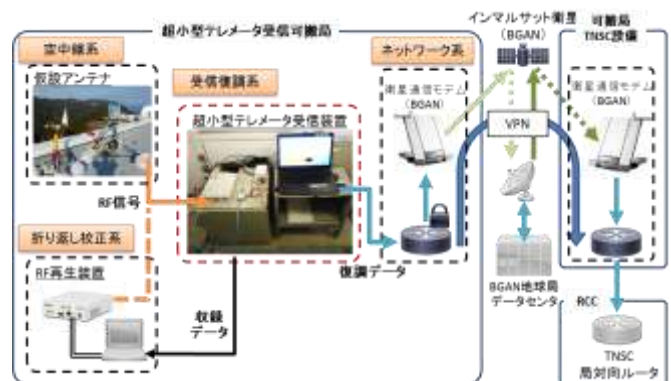 超小型テレメータ受信可搬局
空中線系
仮設アンテナ
RF信号
折り返し校正系
RF再生装置
受信復調系
超小型テレメータ受信装置
収録
データ
復調データ
ネットワーク系
衛星通信モデム
(BGAN)
インマルサット衛星
(BGAN)
VPN
BGAN地球局
データセンタ
可搬局
TNSC設備
衛星通信モデム
(BGAN)
RCC
TNSC
局対向ルータ